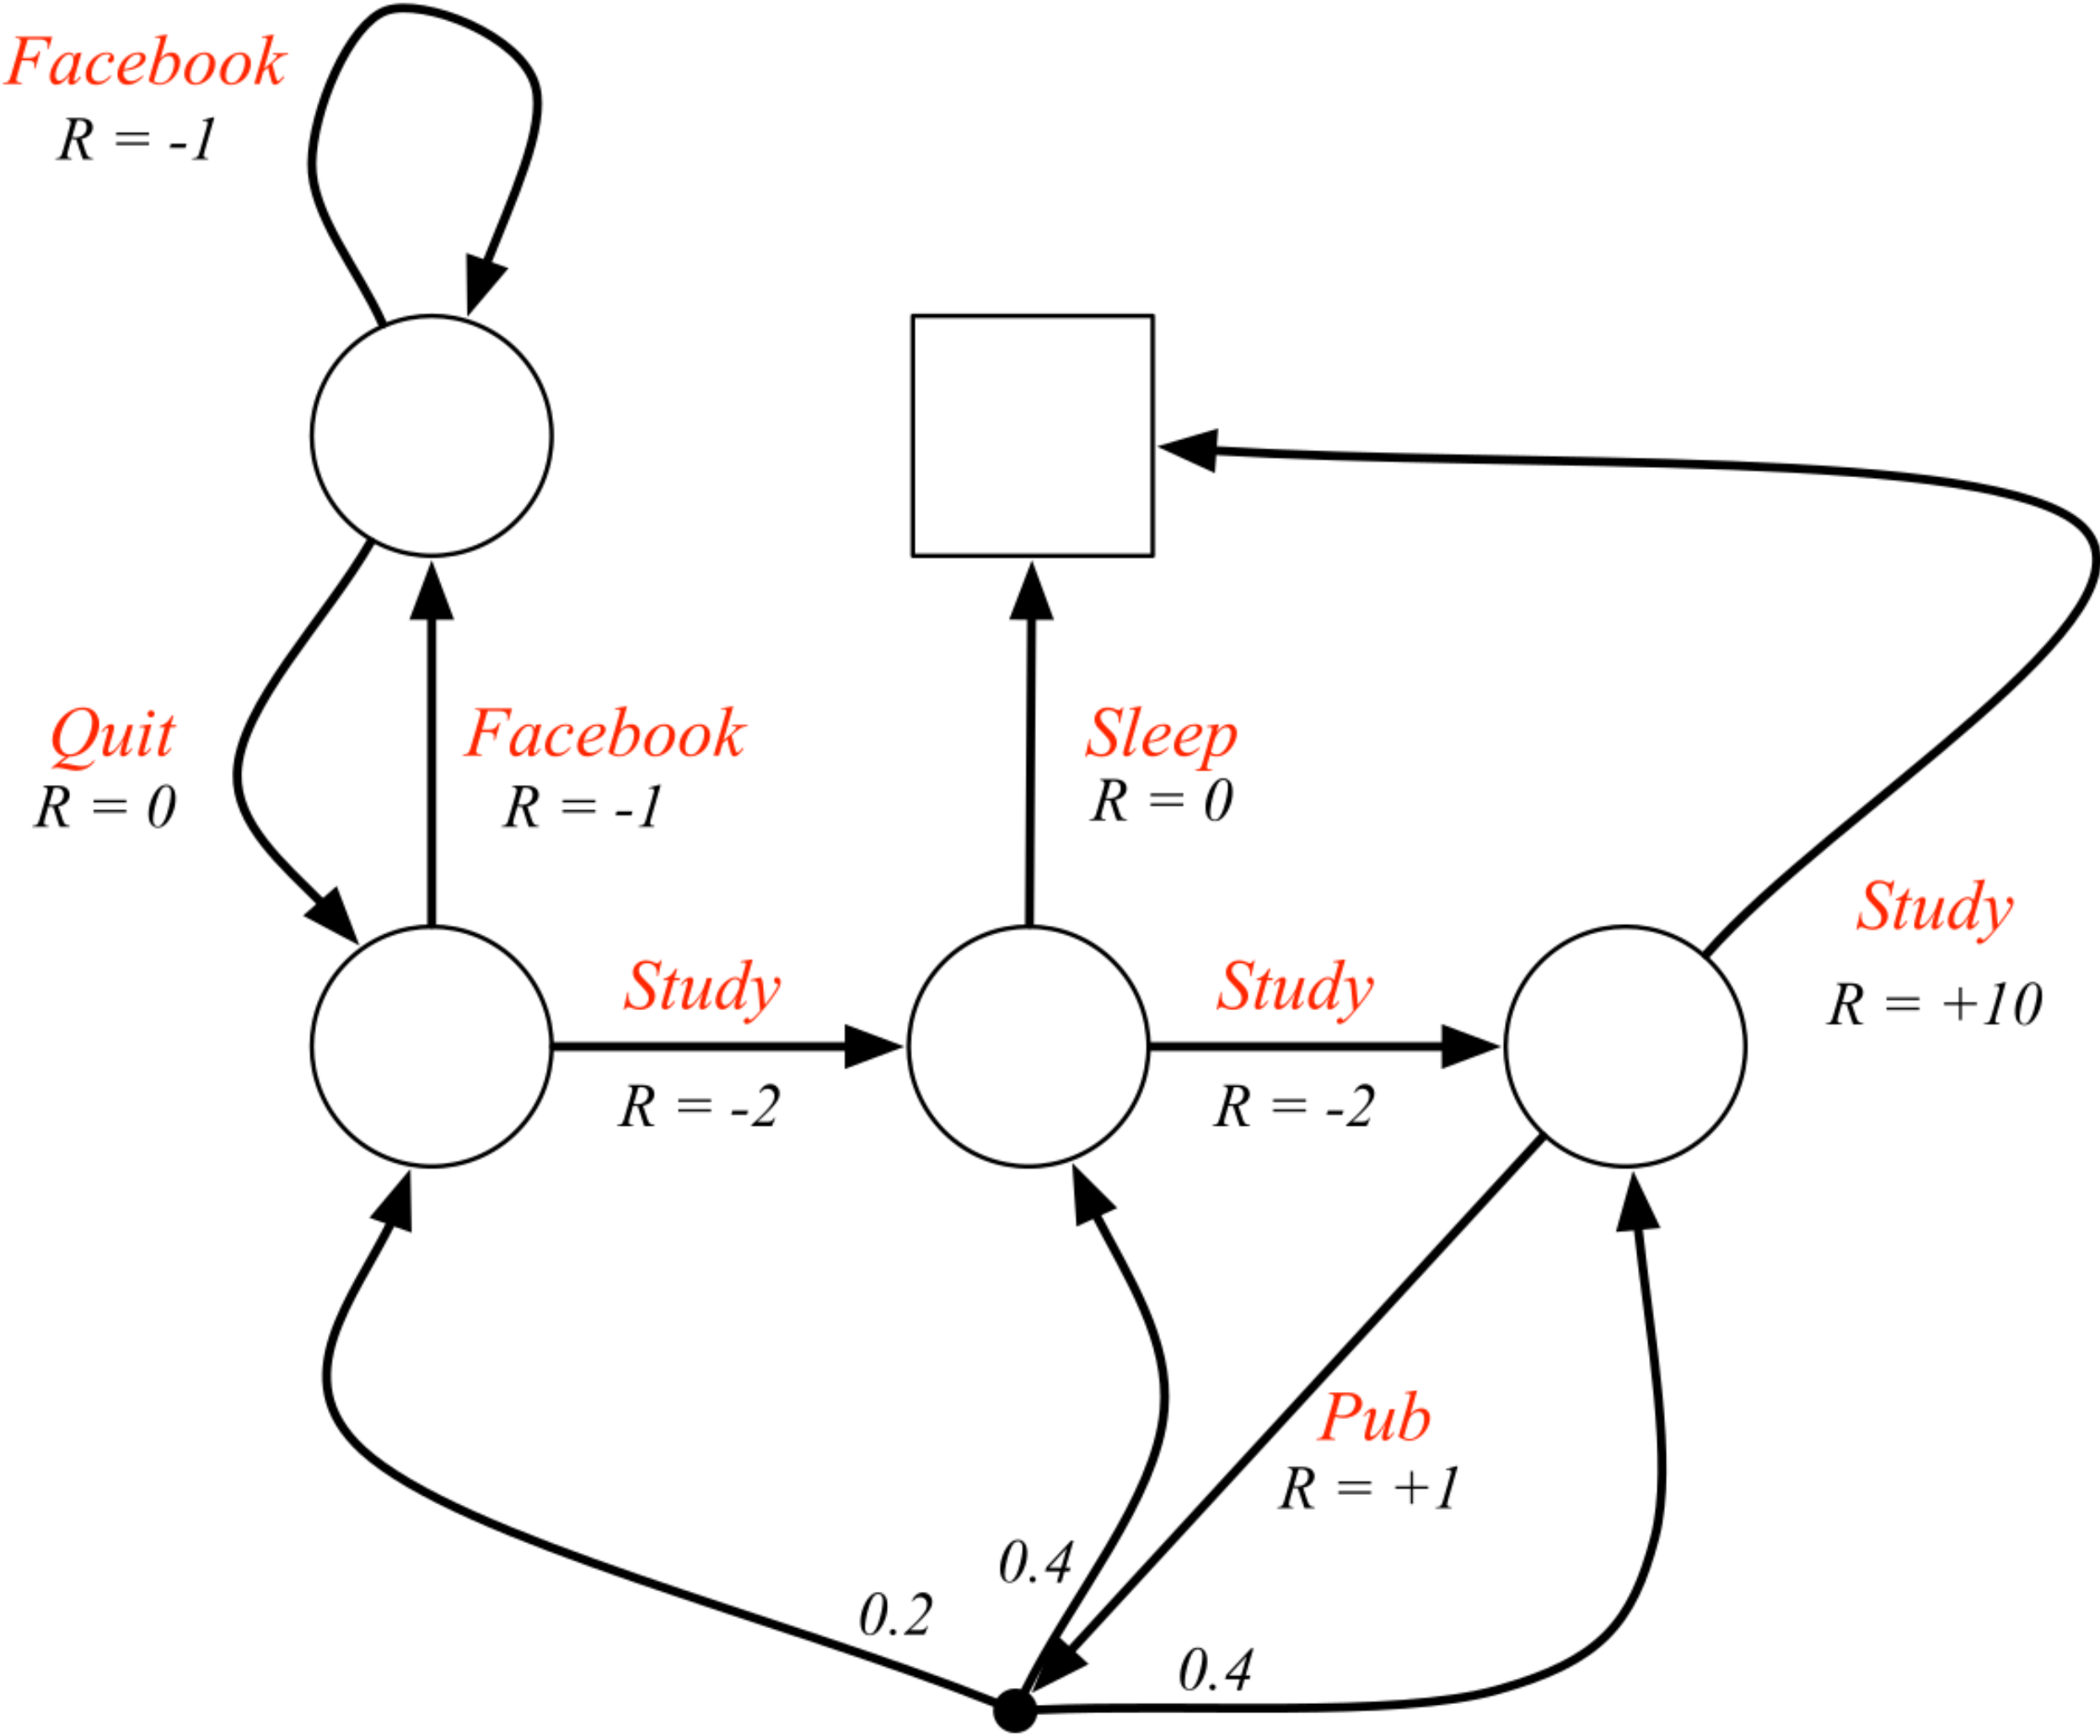 Facebook
R = -1
Quit
R = 0
Facebook
R = -1
Sleep
R = 0
Study
R = +10
Study
R = -2
Study
R = -2
Pub
R = +1
0.4
0.2
0.4